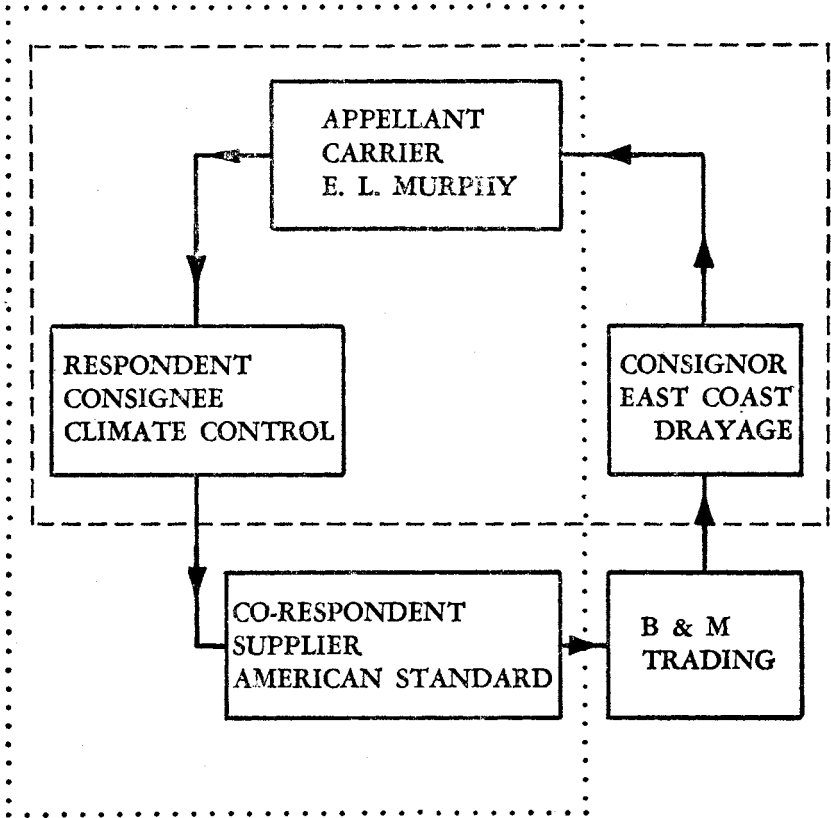 APPELLANT
CARRIER
E. L. MURPHY
RESPONDENT
CONSIGNEE
CLIMATE CONTROL
CONSIGNOR
EAST COAST
DRAYAGE
CO-RESPONDENT
SUPPLIER
AMERICAN STANDARD
B & M
TRADING